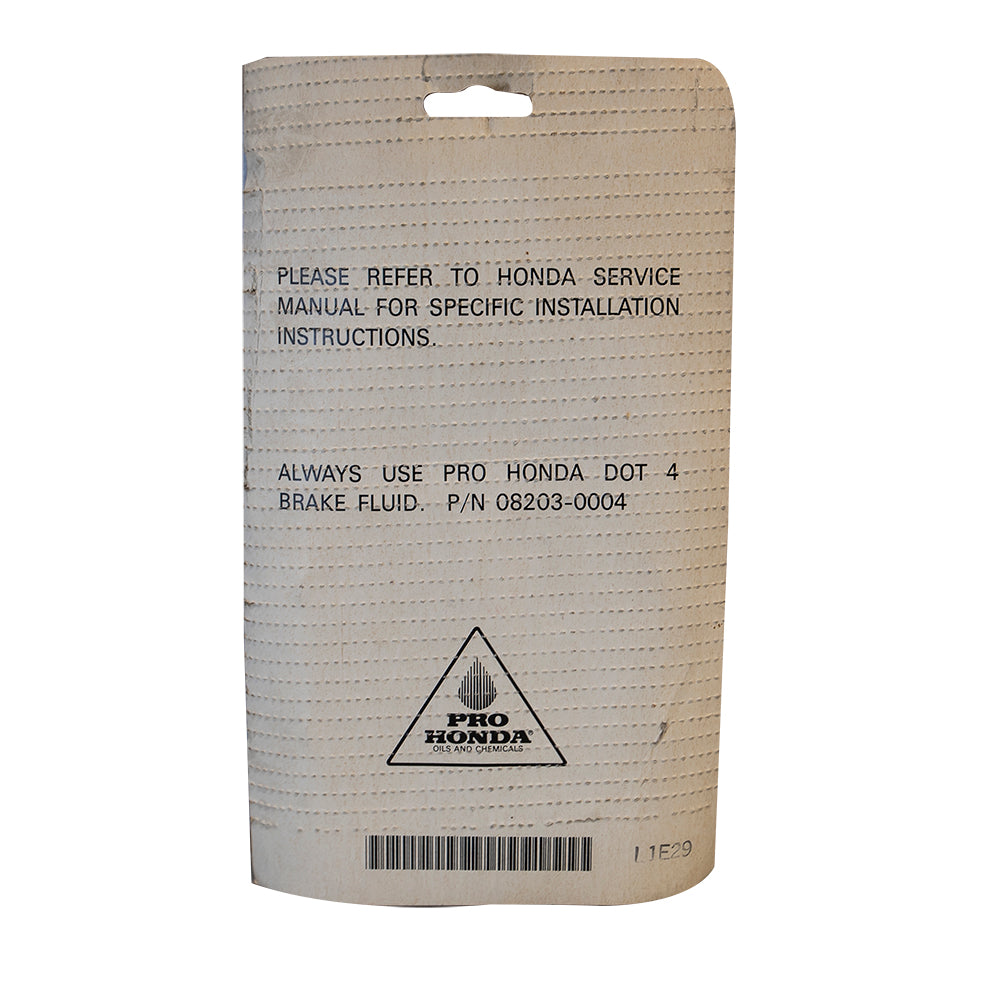 PLEASE REFER TO HONDA SERVICE
MANUAL FOR SPECIFIC INSTALLATION
INSTRUCTIONS.
ALWAYS USE PRO HONDA DOT 4
BRAKE FLUID. P/N 08203-0004
PRO
HONDA®
OILS AND CHEMICALS
L1E29